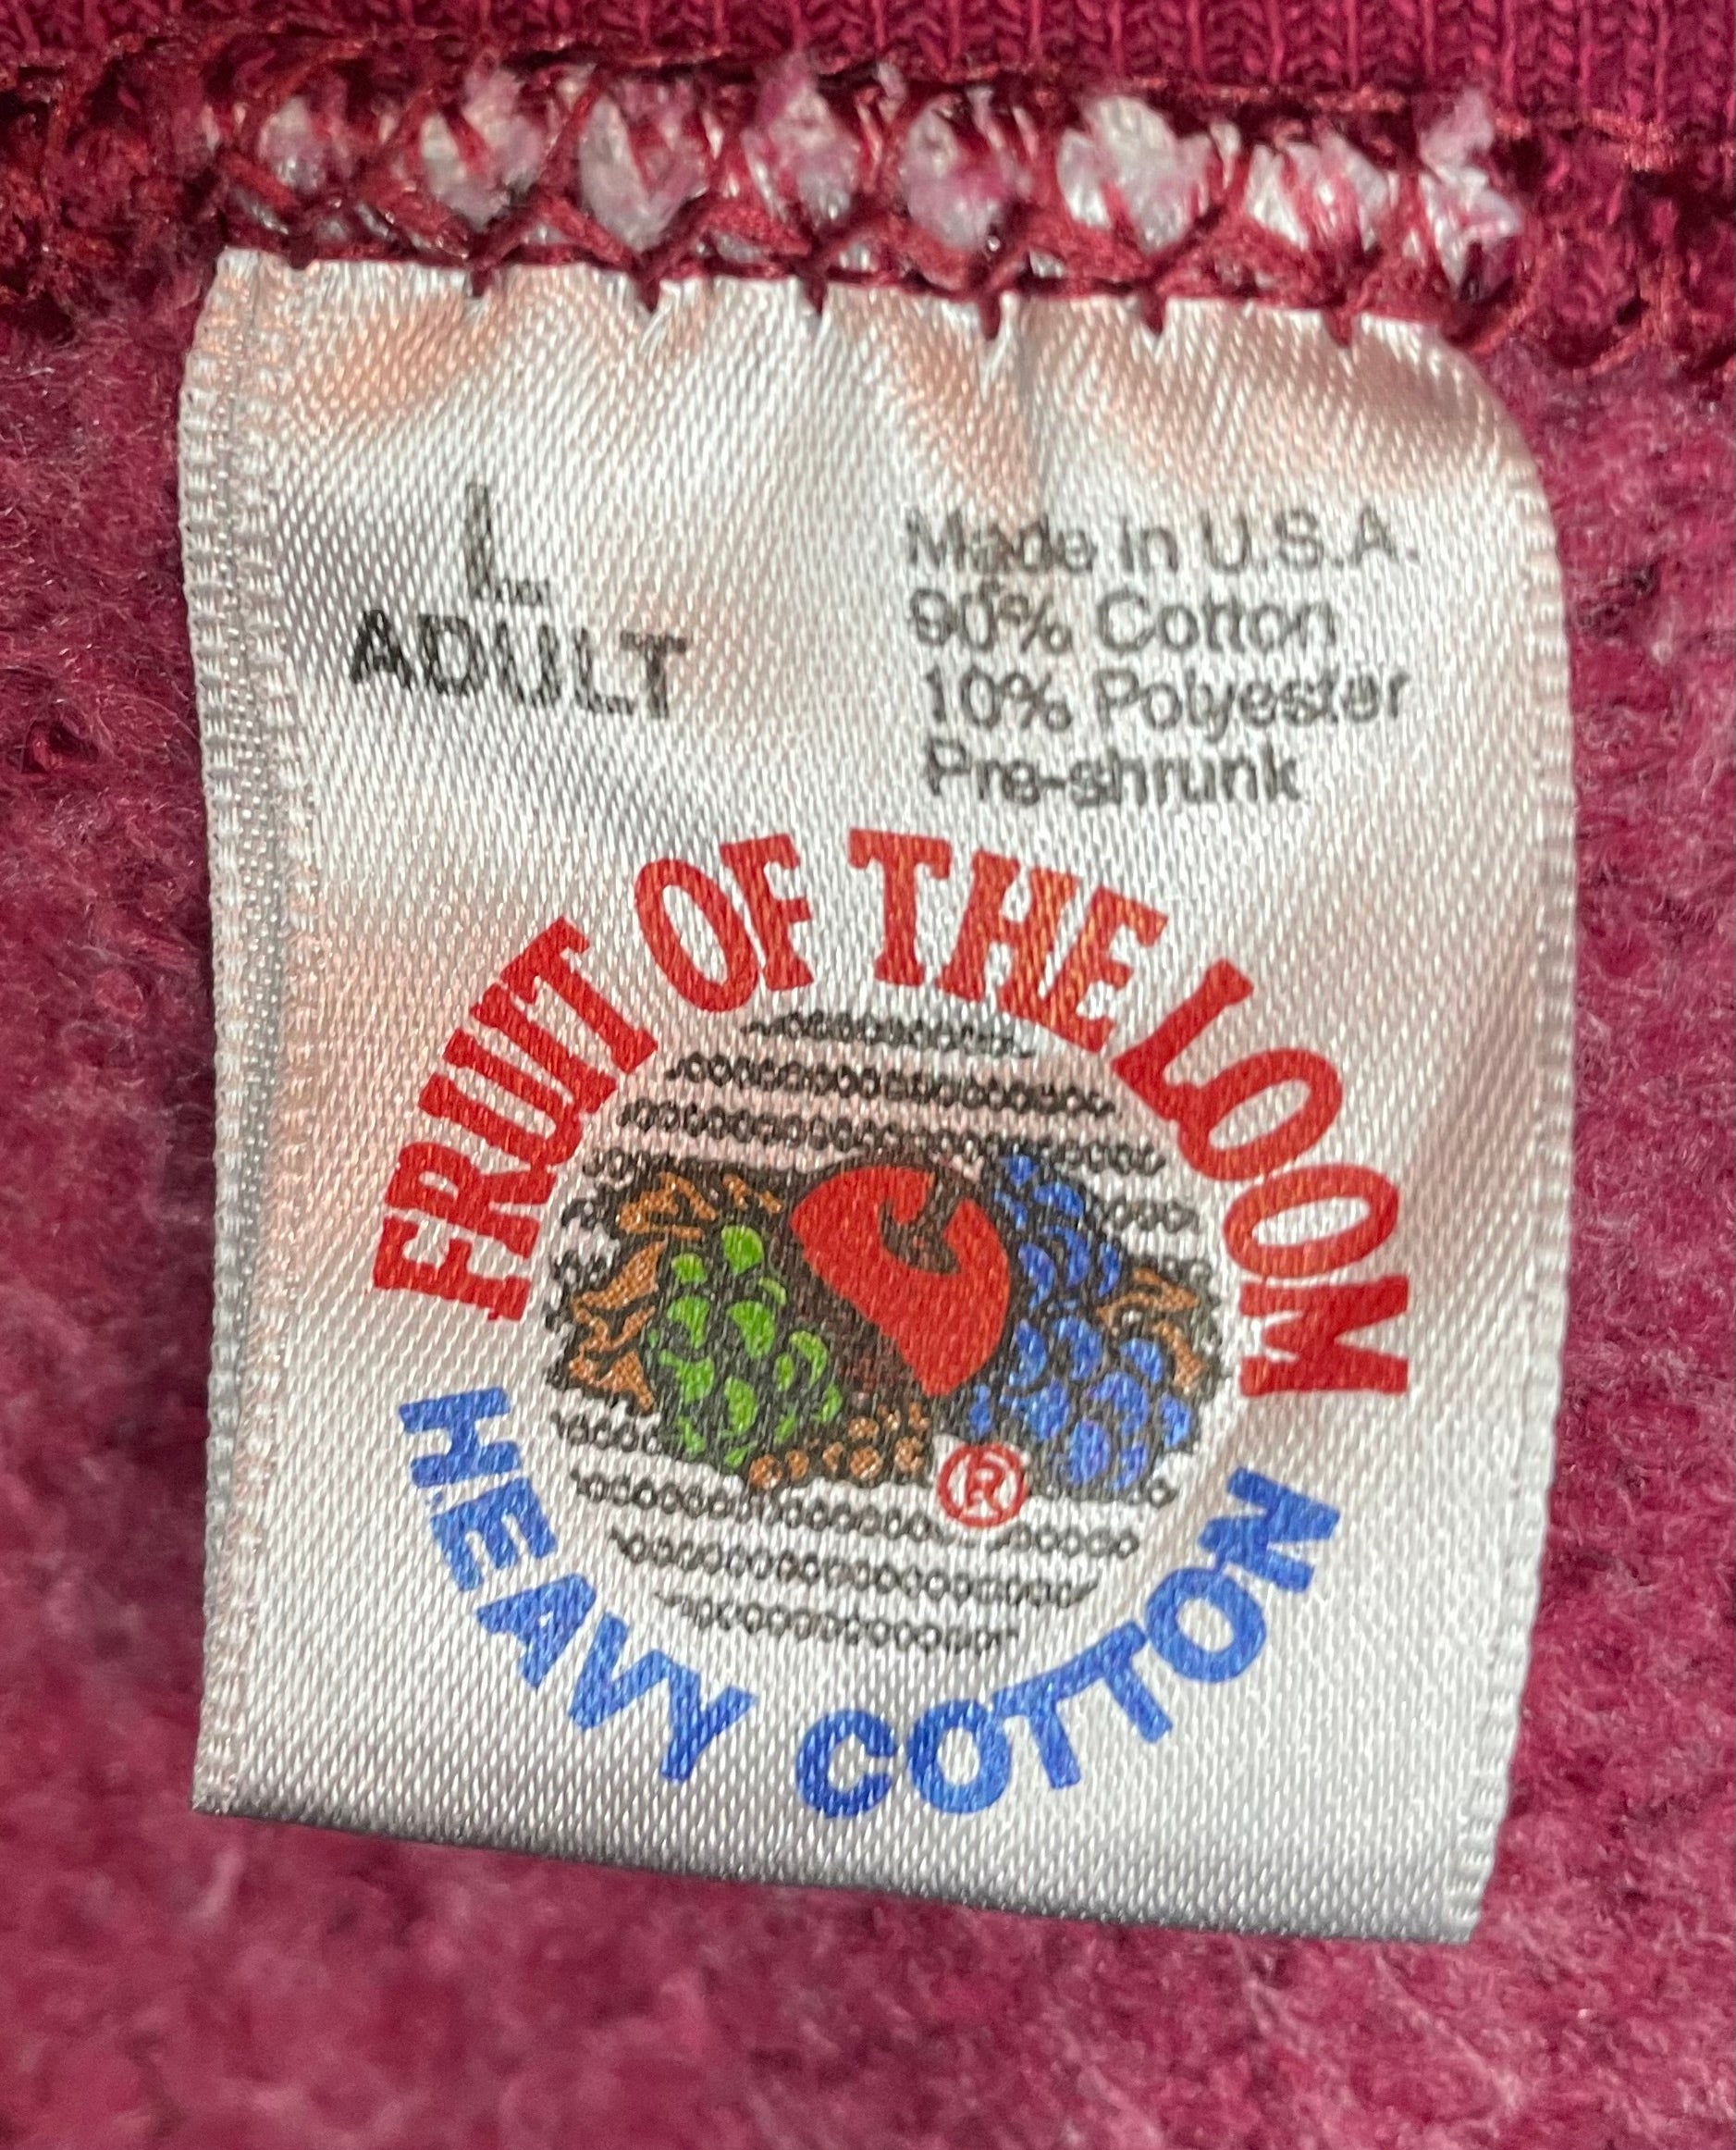 L
ADULT
Made in U.S.A.
90% Cotton
10% Polyester
Pre-shrunk
FRUIT OF THE LOOM
®
HEAVY COTTON